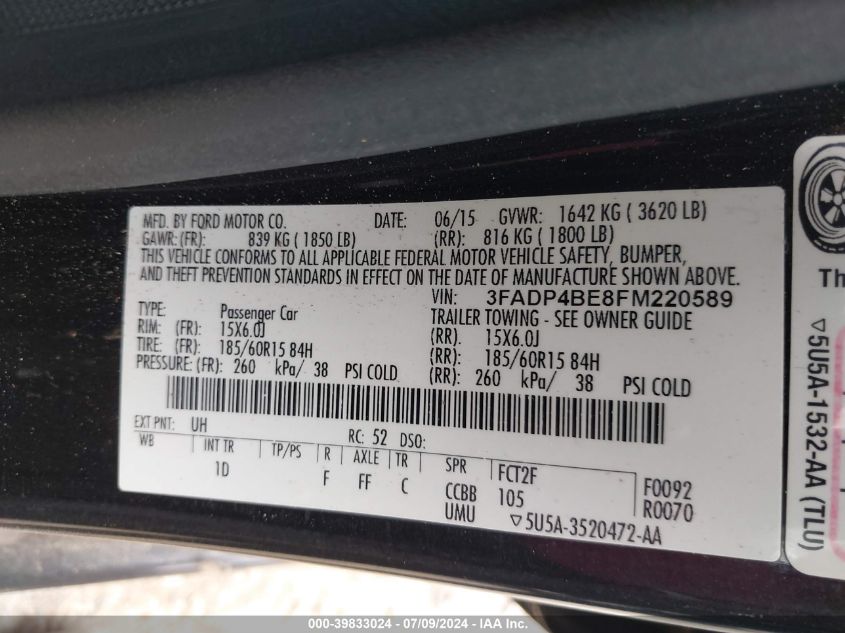 MFD. BY FORD MOTOR CO. DATE: 06/15 GVWR: 1642 KG ( 3620 LB)
GAWR: (FR): 839 KG ( 1850 LB) (RR): 816 KG ( 1800 LB)
THIS VEHICLE CONFORMS TO ALL APPLICABLE FEDERAL MOTOR VEHICLE SAFETY, BUMPER,
AND THEFT PREVENTION STANDARDS IN EFFECT ON THE DATE OF MANUFACTURE SHOWN ABOVE.
VIN: 3FADP4BE8FM220589
TYPE: Passenger Car TRAILER TOWING - SEE OWNER GUIDE
RIM: (FR): 15X6.0J (RR). 15X6.0J
TIRE: (FR): 185/60R15 84H (RR): 185/60R15 84H
PRESSURE: (FR): 260 kPa/ 38 PSI COLD (RR): 260 kPa/ 38 PSI COLD
EXT PNT: UH RC: 52 DSO:
WB INT TR TP/PS R AXLE TR SPR FCT2F F0092
1D F FF C CCBB 105 R0070
UMU ▽5U5A-3520472-AA
Th
▽5U5A-1532-AA (TLU)
000-39833024 - 07/09/2024 - IAAI.COM